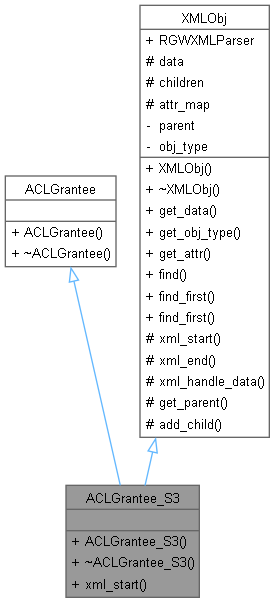 XMLObj
+ RGWXMLParser
# data
# children
# attr_map
- parent
- obj_type
+ XMLObj()
+ ~XMLObj()
+ get_data()
+ get_obj_type()
+ get_attr()
+ find()
+ find_first()
+ find_first()
# xml_start()
# xml_end()
# xml_handle_data()
# get_parent()
# add_child()
ACLGrantee
+ ACLGrantee()
+ ~ACLGrantee()
ACLGrantee_S3
+ ACLGrantee_S3()
+ ~ACLGrantee_S3()
+ xml_start()